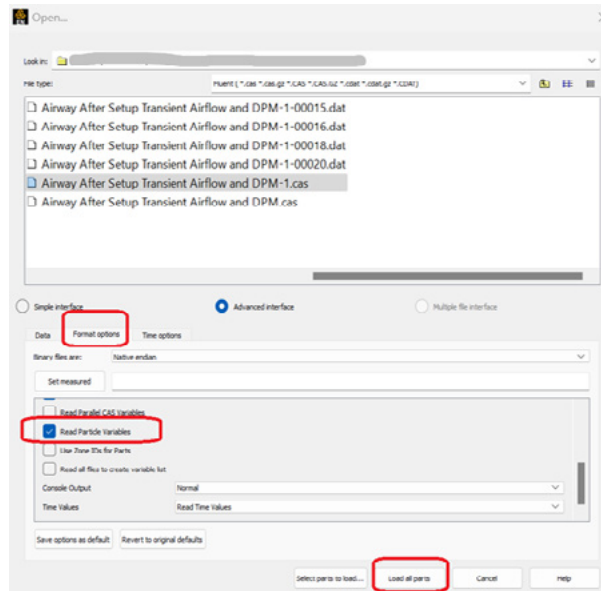 Open...
Look in:
File type: Fluent ( *.cas *.cas.gz *.CAS *.CAS.GZ *.cdat *.cdat.gz *.CDAT)
Airway After Setup Transient Airflow and DPM-1-00015.dat
Airway After Setup Transient Airflow and DPM-1-00016.dat
Airway After Setup Transient Airflow and DPM-1-00018.dat
Airway After Setup Transient Airflow and DPM-1-00020.dat
Airway After Setup Transient Airflow and DPM-1.cas
Airway After Setup Transient Airflow and DPM.cas
Simple interface Advanced interface Multiple file interface
Data Format options Time options
Binary files are: Native endian
Set measured
Read Parallel CAS Variables
Read Particle Variables
Use Zone IDs for Parts
Read all files to create variable list
Console Output Normal
Time Values Read Time Values
Save options as default Revert to original defaults
Select parts to load... Load all parts Cancel Help